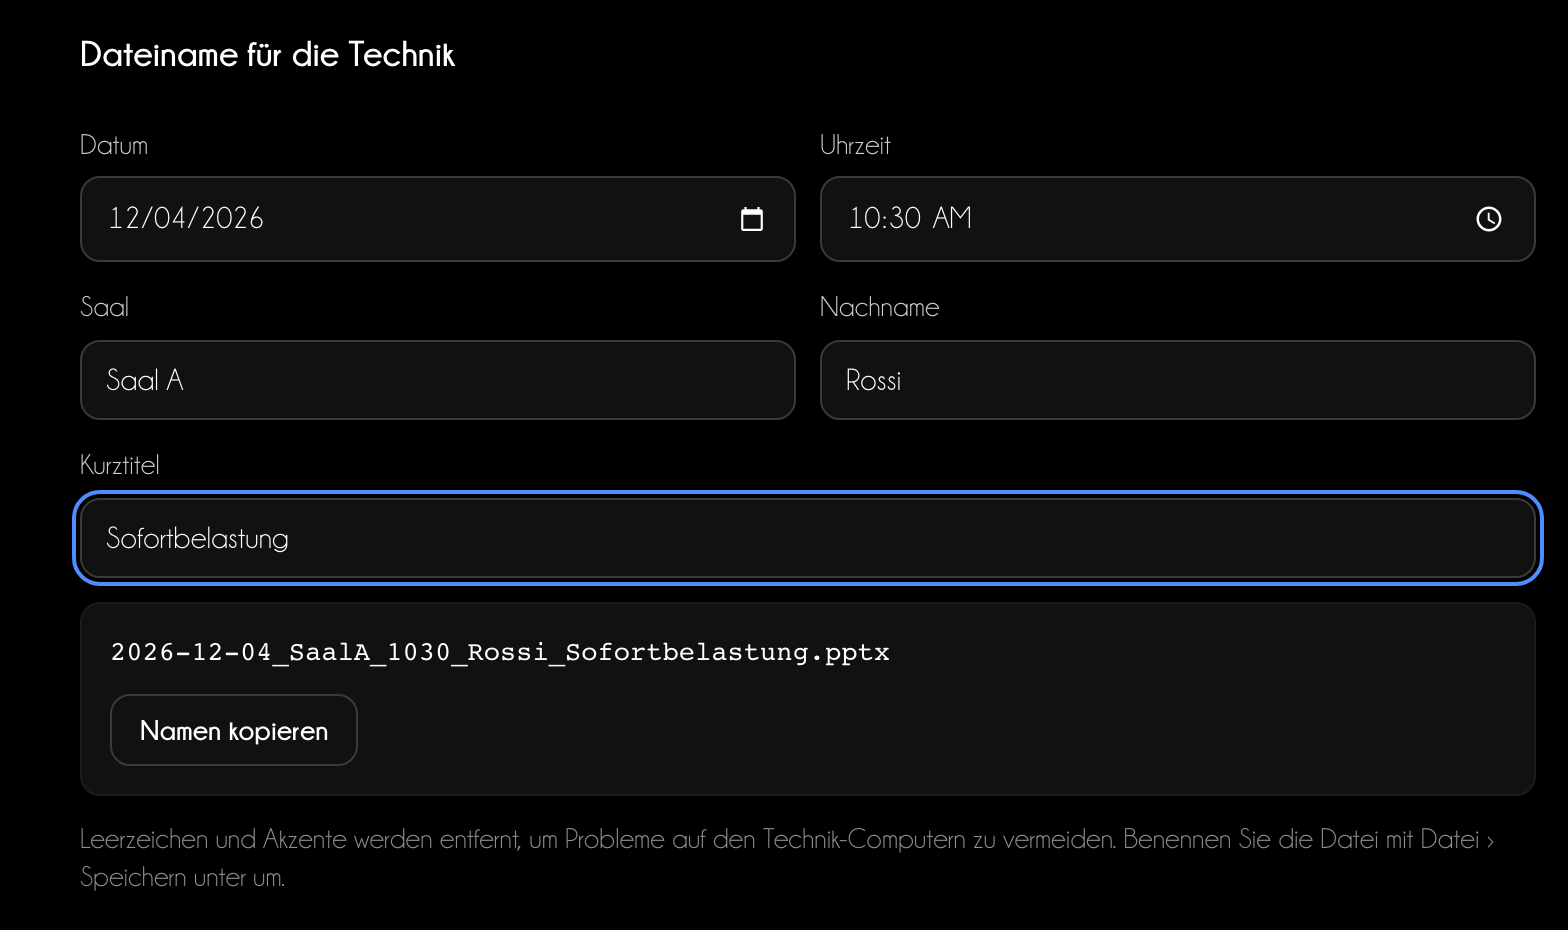 Dateiname für die Technik
Datum
Uhrzeit
12/04/2026
10:30 AM
Saal
Nachname
Saal A
Rossi
Kurztitel
Sofortbelastung
2026-12-04_SaalA_1030_Rossi_Sofortbelastung.pptx
Namen kopieren
Leerzeichen und Akzente werden entfernt, um Probleme auf den Technik-Computern zu vermeiden. Benennen Sie die Datei mit Datei ›
Speichern unter um.